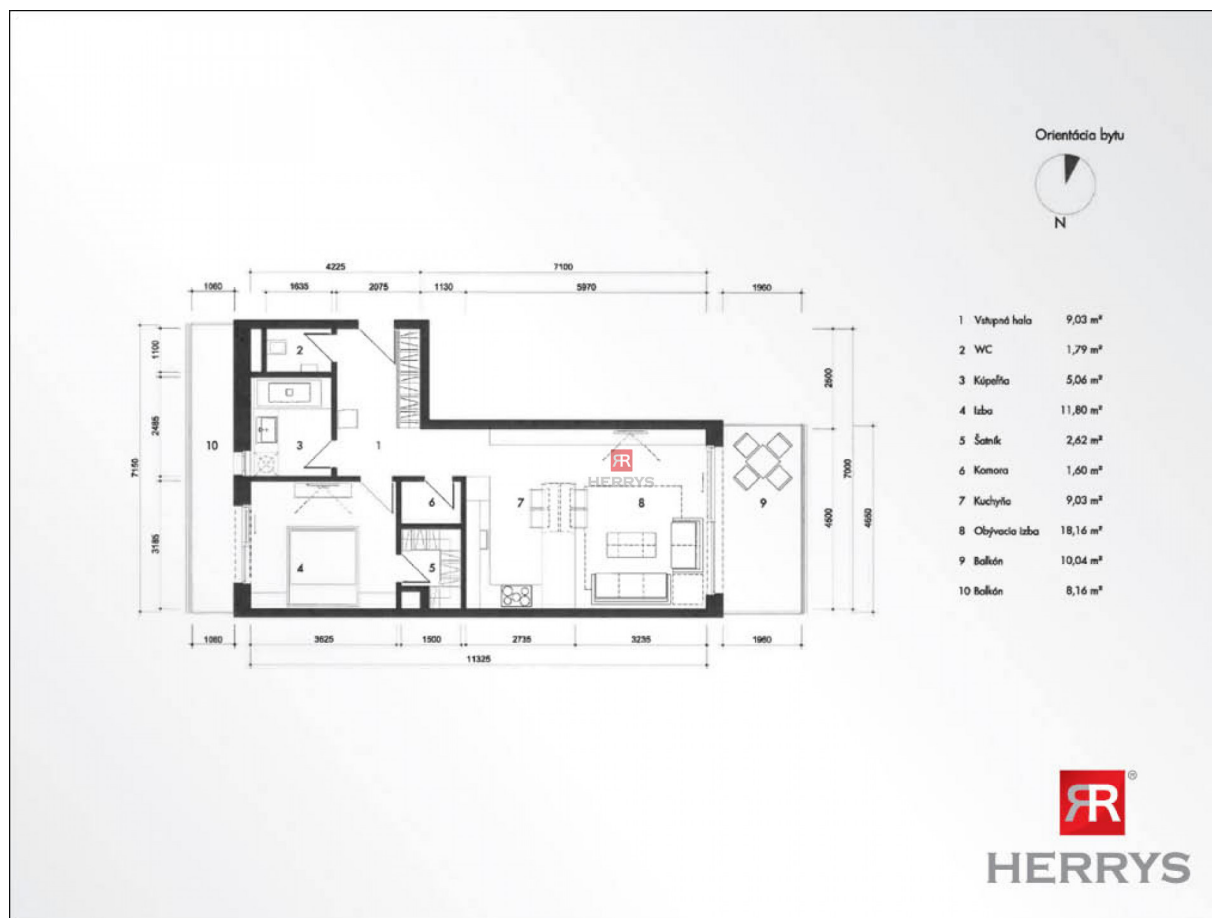 Orientácia bytu
N
4225 7100
1060 1635 2075 1130 5970 1960
1 Vstupná hala 9,03 m²
2 WC 1,79 m²
3 Kúpeľňa 5,06 m²
4 Izba 11,80 m²
5 Šatník 2,62 m²
6 Komora 1,60 m²
7 Kuchyňa 9,03 m²
8 Obývacia izba 18,16 m²
9 Balkón 10,04 m²
10 Balkón 8,16 m²
7150
1100
2485
3185
10
2
3
1
4
5
6
7
8
9
RR
HERRYS
2600
4500
7000
4660
1060 3625 1500 2735 3235 1960
11325
RR ®
HERRYS